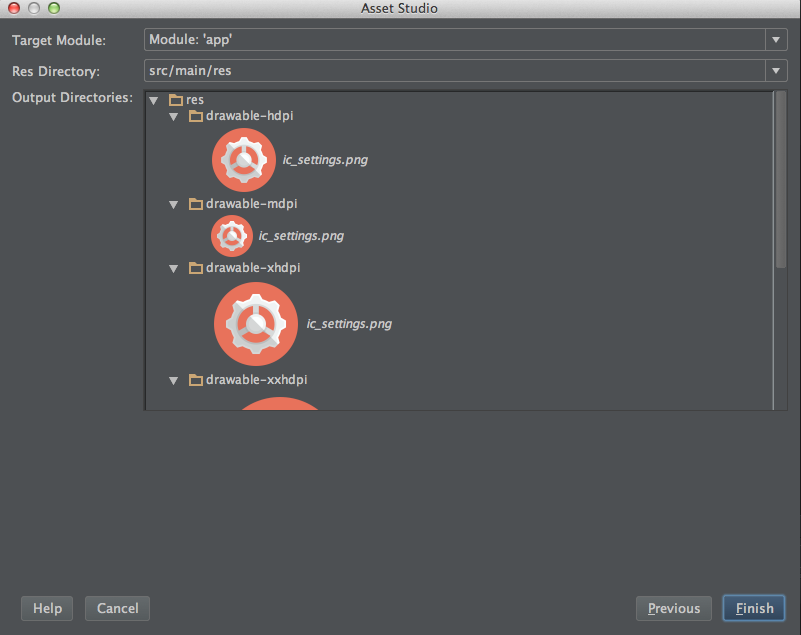 Asset Studio
Target Module: Module: 'app'
Res Directory: src/main/res
Output Directories: res
drawable-hdpi
ic_settings.png
drawable-mdpi
ic_settings.png
drawable-xhdpi
ic_settings.png
drawable-xxhdpi
Help Cancel Previous Finish